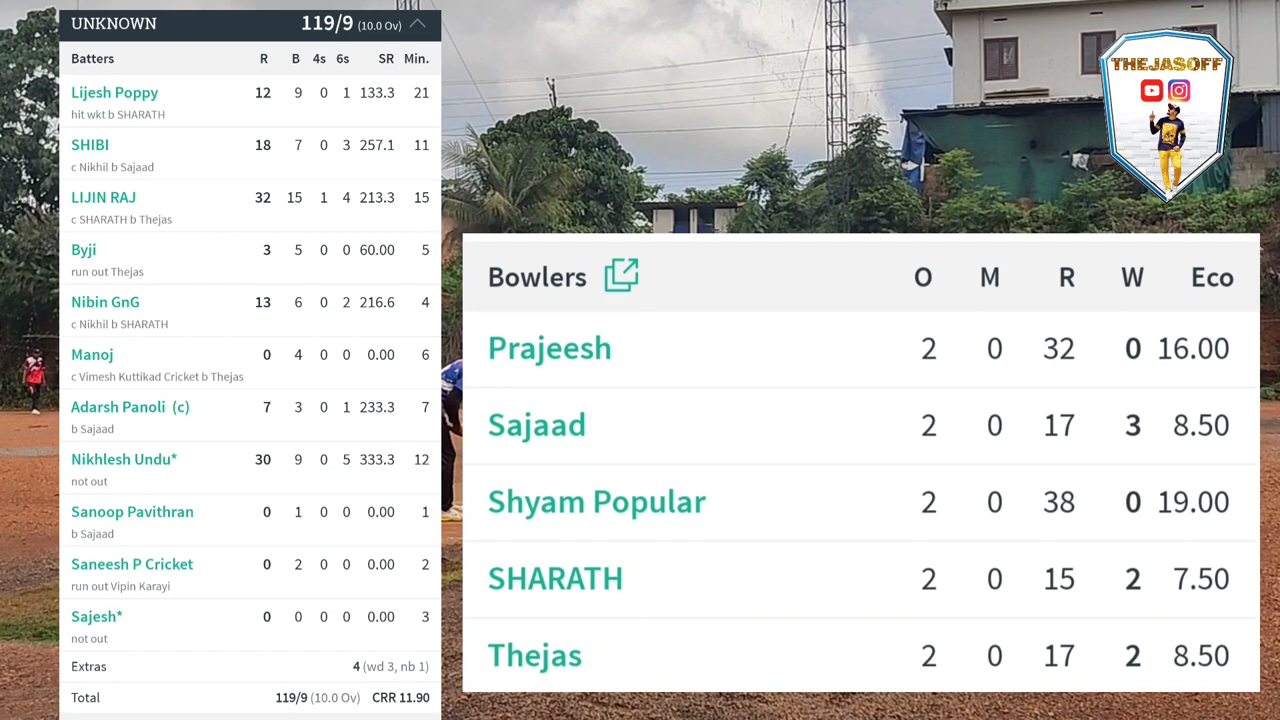 UNKNOWN 119/9 (10.0 Ov)
Batters R B 4s 6s SR Min.
Lijesh Poppy 12 9 0 1 133.3 21
hit wkt b SHARATH
SHIBI 18 7 0 3 257.1 11
c Nikhil b Sajaad
LIJIN RAJ 32 15 1 4 213.3 15
c SHARATH b Thejas
Byji 3 5 0 0 60.00 5
run out Thejas
Nibin GnG 13 6 0 2 216.6 4
c Nikhil b SHARATH
Manoj 0 4 0 0 0.00 6
c Vimesh Kuttikad Cricket b Thejas
Adarsh Panoli (c) 7 3 0 1 233.3 7
b Sajaad
Nikhlesh Undu* 30 9 0 5 333.3 12
not out
Sanoop Pavithran 0 1 0 0 0.00 1
b Sajaad
Saneesh P Cricket 0 2 0 0 0.00 2
run out Vipin Karayi
Sajesh* 0 0 0 0 0.00 3
not out
Extras 4 (wd 3, nb 1)
Total 119/9 (10.0 Ov) CRR 11.90
THEJASOFF
Bowlers O M R W Eco
Prajeesh 2 0 32 0 16.00
Sajaad 2 0 17 3 8.50
Shyam Popular 2 0 38 0 19.00
SHARATH 2 0 15 2 7.50
Thejas 2 0 17 2 8.50